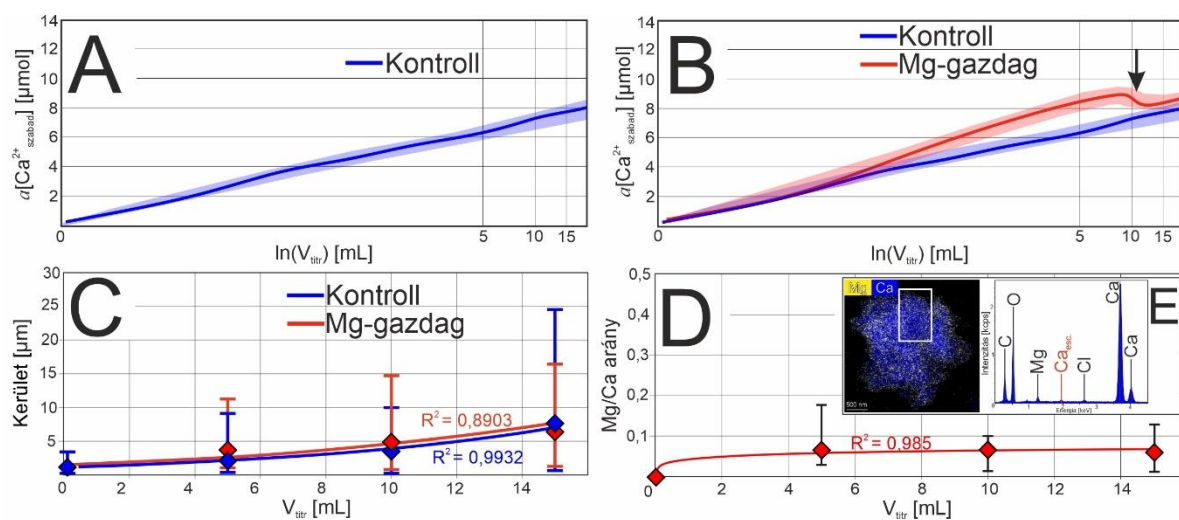 A
Kontroll
14
12
10
8
6
4
2
a[Ca²⁺szabad] [µmol]
0
5
10
15
ln(Vtitr) [mL]
B
Kontroll
Mg-gazdag
14
12
10
8
6
4
2
a[Ca²⁺szabad] [µmol]
0
5
10
15
ln(Vtitr) [mL]
C
Kontroll
Mg-gazdag
30
25
20
15
10
5
Kerület [µm]
R² = 0,8903
R² = 0,9932
0
2
4
6
8
10
12
14
Vtitr [mL]
D
0,5
0,4
0,3
0,2
0,1
Mg/Ca arány
R² = 0,985
0
2
4
6
8
10
12
14
Vtitr [mL]
Mg Ca
500 nm
E
Intenzitás [kcps]
C
O
Mg
Caesc.
Cl
Ca
Ca
Energia [keV]
3
4